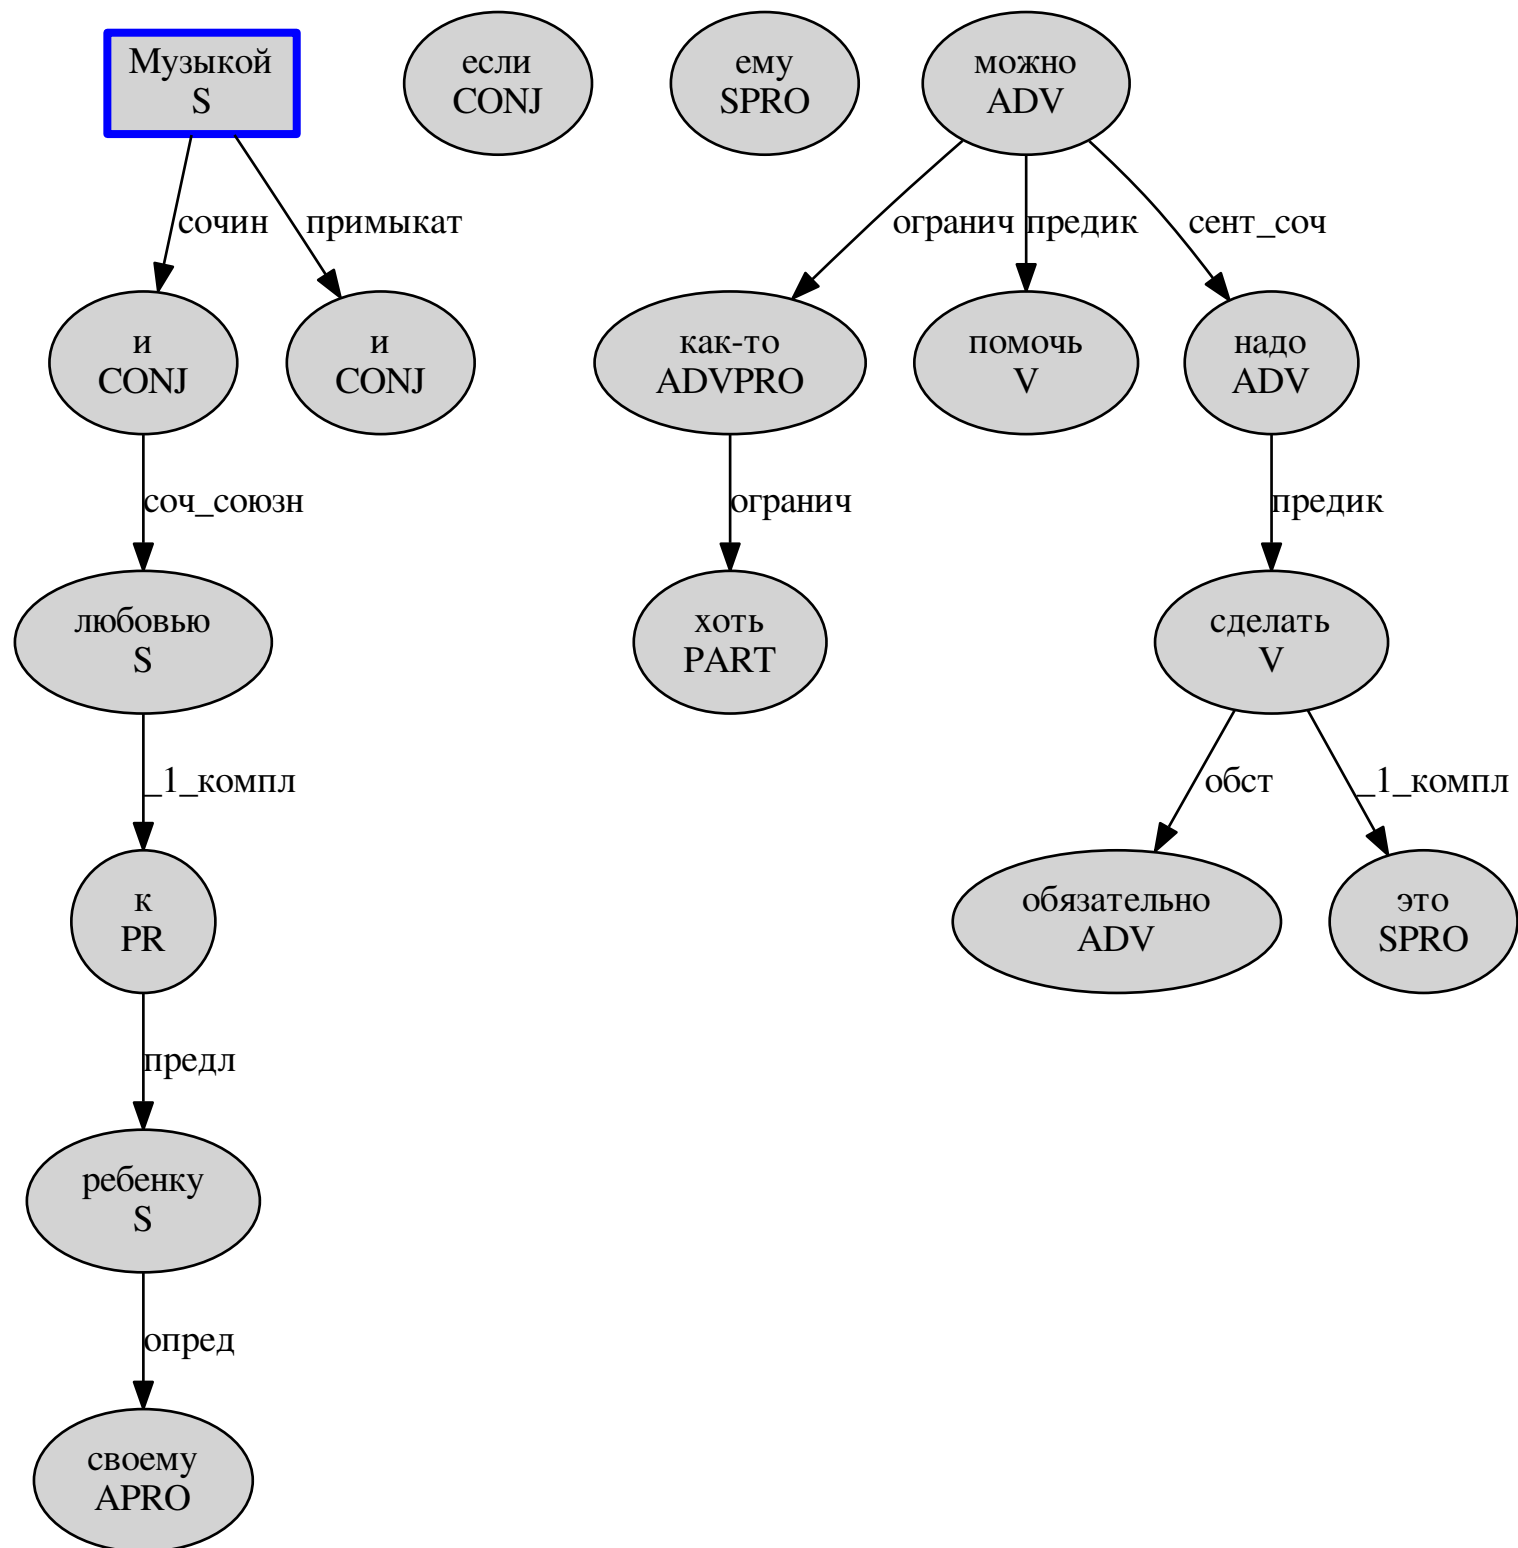 Музыкой
S
если
CONJ
ему
SPRO
можно
ADV
сочин
примыкат
огранич
предик
сент_соч
и
CONJ
и
CONJ
как-то
ADVPRO
помочь
V
надо
ADV
соч_союзн
огранич
предик
любовью
S
хоть
PART
сделать
V
_1_компл
обст
_1_компл
к
PR
обязательно
ADV
это
SPRO
предл
ребенку
S
опред
своему
APRO